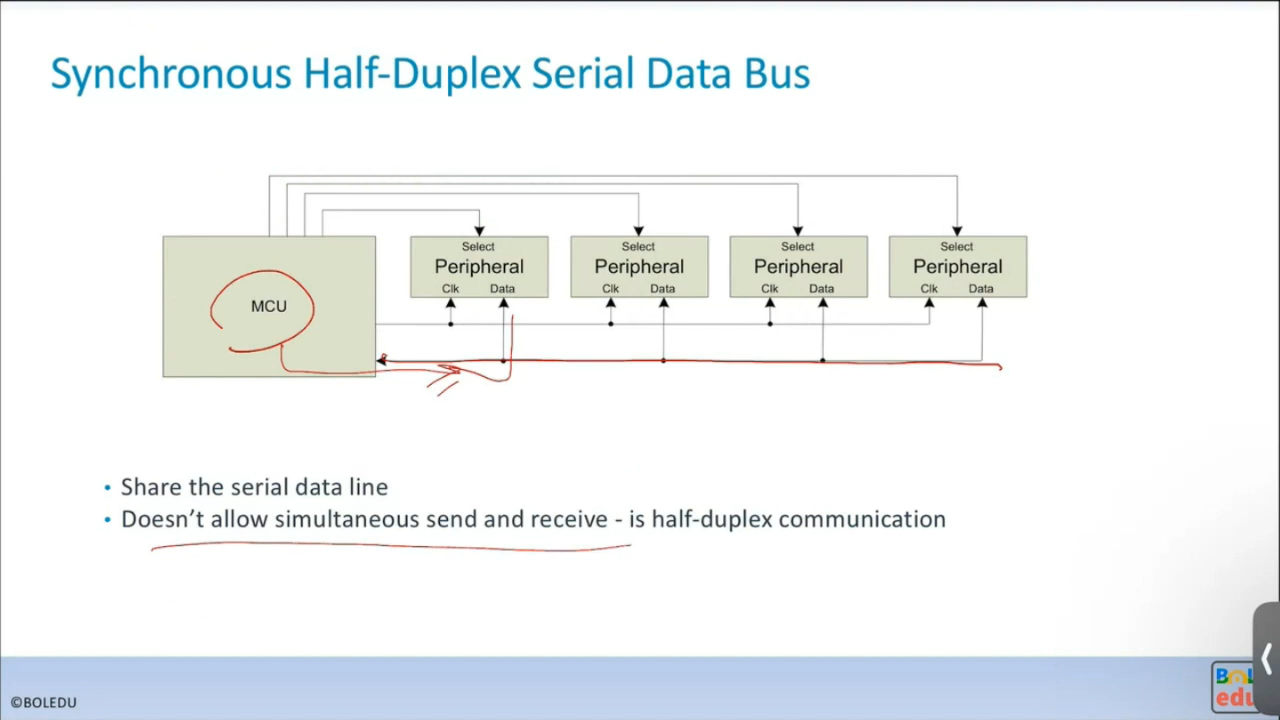 Synchronous Half-Duplex Serial Data Bus
Select Select Select Select
MCU Peripheral Peripheral Peripheral Peripheral
Clk Data Clk Data Clk Data Clk Data
• Share the serial data line
• Doesn't allow simultaneous send and receive - is half-duplex communication
©BOLEDU
BOL
edu